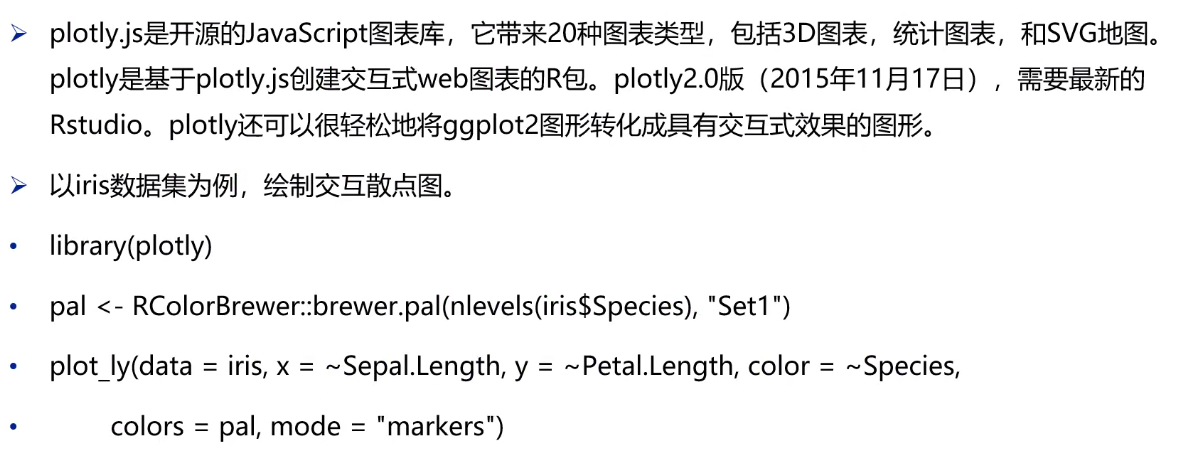 ➢ plotly.js是开源的JavaScript图表库，它带来20种图表类型，包括3D图表，统计图表，和SVG地图。
plotly是基于plotly.js创建交互式web图表的R包。plotly2.0版（2015年11月17日），需要最新的
Rstudio。plotly还可以很轻松地将ggplot2图形转化成具有交互式效果的图形。
➢ 以iris数据集为例，绘制交互散点图。
• library(plotly)
• pal <- RColorBrewer::brewer.pal(nlevels(iris$Species), "Set1")
• plot_ly(data = iris, x = ~Sepal.Length, y = ~Petal.Length, color = ~Species,
• colors = pal, mode = "markers")